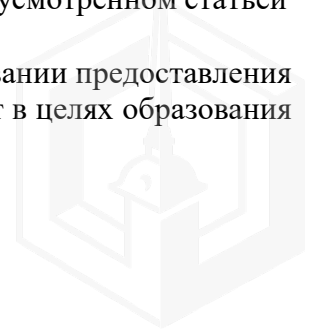 усмотренном статьей
вании предоставления
т в целях образования